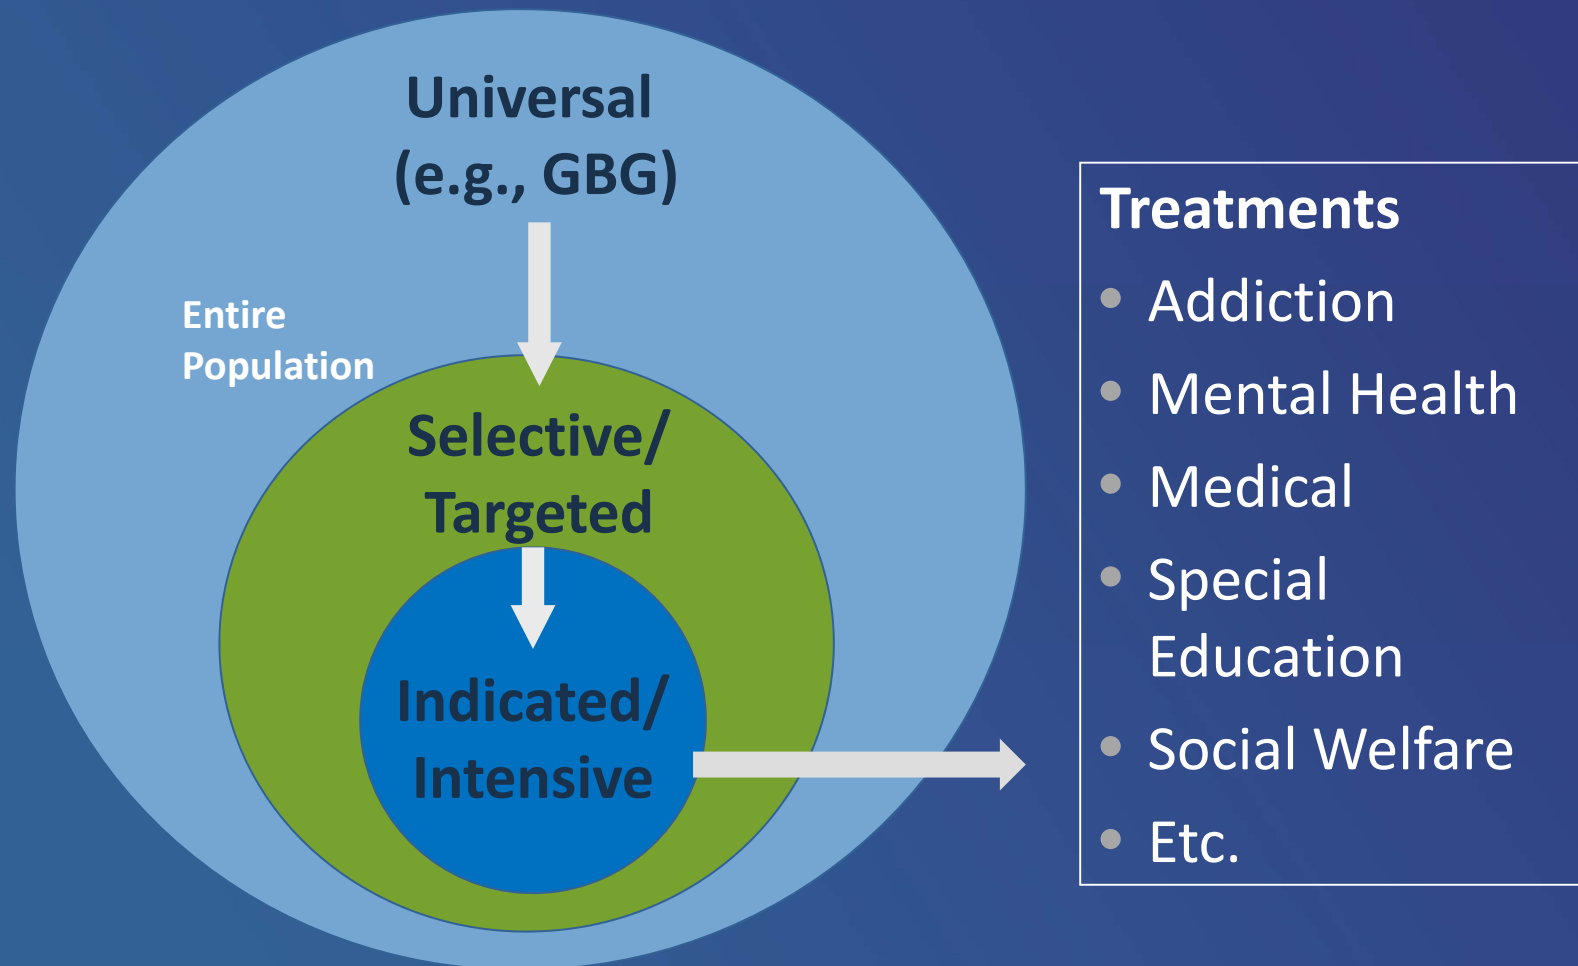 Universal
(e.g., GBG)
Entire
Population
Selective/
Targeted
Indicated/
Intensive
Treatments
• Addiction
• Mental Health
• Medical
• Special
Education
• Social Welfare
• Etc.